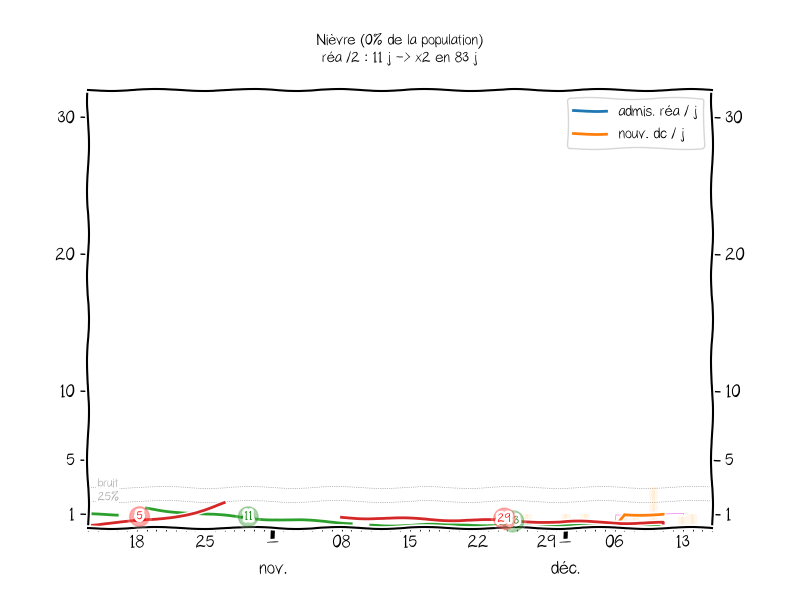 Nièvre (0% de la population)
réa /2 : 11 j -> x2 en 83 j
admis. réa / j
nouv. dc / j
30 30
20 20
10 10
5 5
bruit
25%
1 1
5 11 29
18 25 08 15 22 29 06 13
nov. déc.